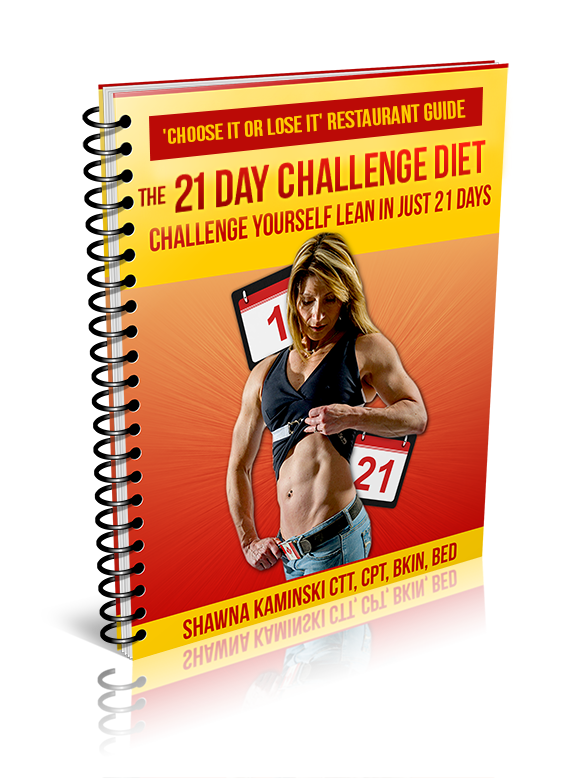 'CHOOSE IT OR LOSE IT' RESTAURANT GUIDE
THE 21 DAY CHALLENGE DIET
CHALLENGE YOURSELF LEAN IN JUST 21 DAYS
1
21
SHAWNA KAMINSKI CTT, CPT, BKIN, BED